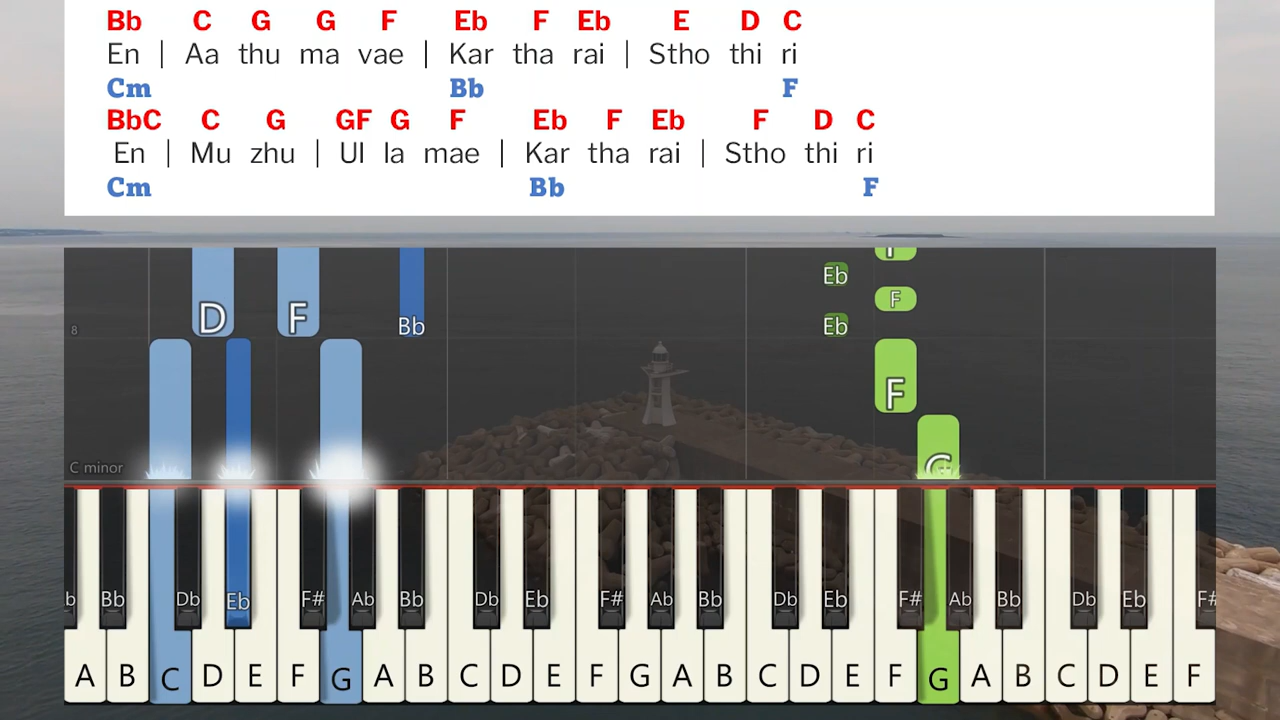 Bb C G G F Eb F Eb E D C
En | Aa thu ma vae | Kar tha rai | Stho thi ri
Cm Bb F
BbC C G GF G F Eb F Eb F D C
En | Mu zhu | Ul la mae | Kar tha rai | Stho thi ri
Cm Bb F
Eb
D F F
8 Bb Eb
F
C minor G
b Bb Db Eb F# Ab Bb Db Eb F# Ab Bb Db Eb F# Ab Bb Db Eb F#
A B C D E F G A B C D E F G A B C D E F G A B C D E F